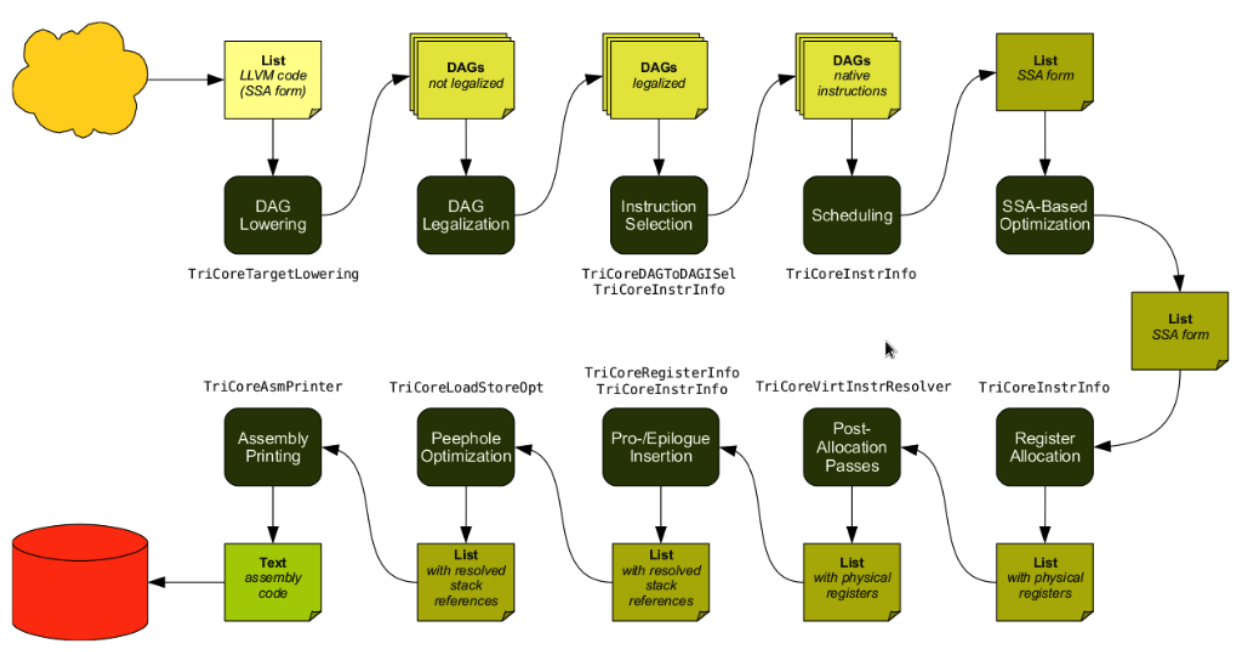 List
LLVM code
(SSA form)
DAGs
not legalized
DAGs
legalized
DAGs
native
instructions
List
SSA form
DAG
Lowering
DAG
Legalization
Instruction
Selection
Scheduling
SSA-Based
Optimization
TriCoreTargetLowering
TriCoreDAGToDAGISel
TriCoreInstrInfo
TriCoreInstrInfo
List
SSA form
TriCoreAsmPrinter
TriCoreLoadStoreOpt
TriCoreRegisterInfo
TriCoreInstrInfo
TriCoreVirtInstrResolver
TriCoreInstrInfo
Assembly
Printing
Peephole
Optimization
Pro-/Epilogue
Insertion
Post-
Allocation
Passes
Register
Allocation
Text
assembly
code
List
with resolved
stack
references
List
with resolved
stack
references
List
with physical
registers
List
with physical
registers